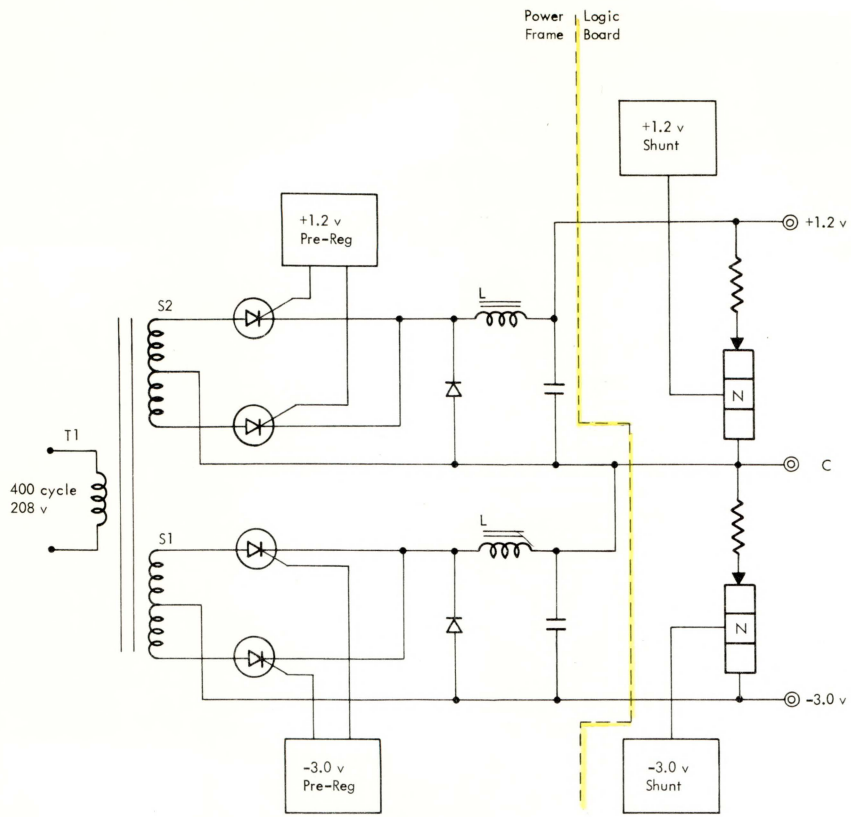 Power Frame
Logic Board
+1.2 v
Shunt
+1.2 v
Pre-Reg
+1.2 v
S2
L
N
T1
C
400 cycle
208 v
S1
L
N
-3.0 v
-3.0 v
Pre-Reg
-3.0 v
Shunt